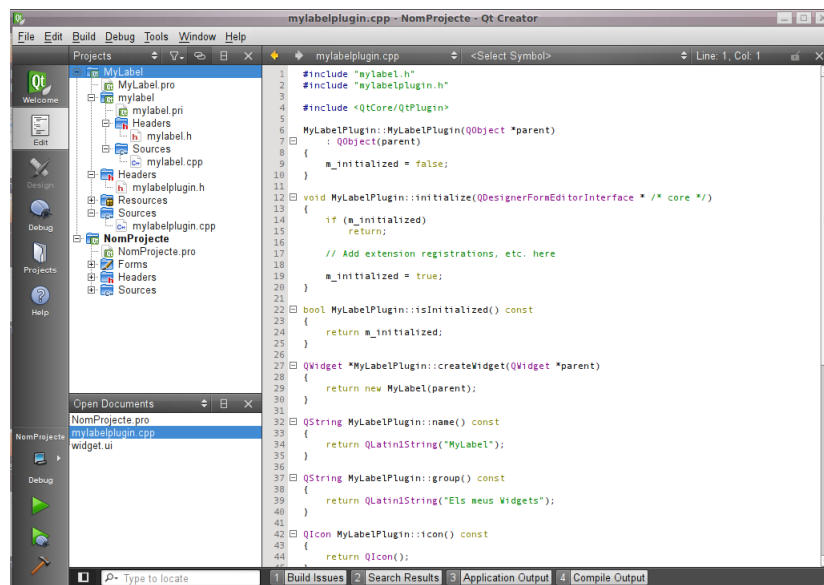 mylabelplugin.cpp - NomProjecte - Qt Creator
File Edit Build Debug Tools Window Help
Projects
mylabelplugin.cpp
<Select Symbol>
Line: 1, Col: 1
Qt
Welcome
Edit
Design
Debug
Projects
Help
NomProjecte
Debug
MyLabel
MyLabel.pro
mylabel
mylabel.pri
Headers
mylabel.h
Sources
mylabel.cpp
Headers
mylabelplugin.h
Resources
Sources
mylabelplugin.cpp
NomProjecte
NomProjecte.pro
Forms
Headers
Sources
Open Documents
NomProjecte.pro
mylabelplugin.cpp
widget.ui
1 #include "mylabel.h"
2 #include "mylabelplugin.h"
3
4 #include <QtCore/QtPlugin>
5
6 MyLabelPlugin::MyLabelPlugin(QObject *parent)
7 : QObject(parent)
8 {
9 m_initialized = false;
10 }
11
12 void MyLabelPlugin::initialize(QDesignerFormEditorInterface * /* core */)
13 {
14 if (m_initialized)
15 return;
16
17 // Add extension registrations, etc. here
18
19 m_initialized = true;
20 }
21
22 bool MyLabelPlugin::isInitialized() const
23 {
24 return m_initialized;
25 }
26
27 QWidget *MyLabelPlugin::createWidget(QWidget *parent)
28 {
29 return new MyLabel(parent);
30 }
31
32 QString MyLabelPlugin::name() const
33 {
34 return QLatin1String("MyLabel");
35 }
36
37 QString MyLabelPlugin::group() const
38 {
39 return QLatin1String("Els meus Widgets");
40 }
41
42 QIcon MyLabelPlugin::icon() const
43 {
44 return QIcon();
Type to locate
1 Build Issues 2 Search Results 3 Application Output 4 Compile Output